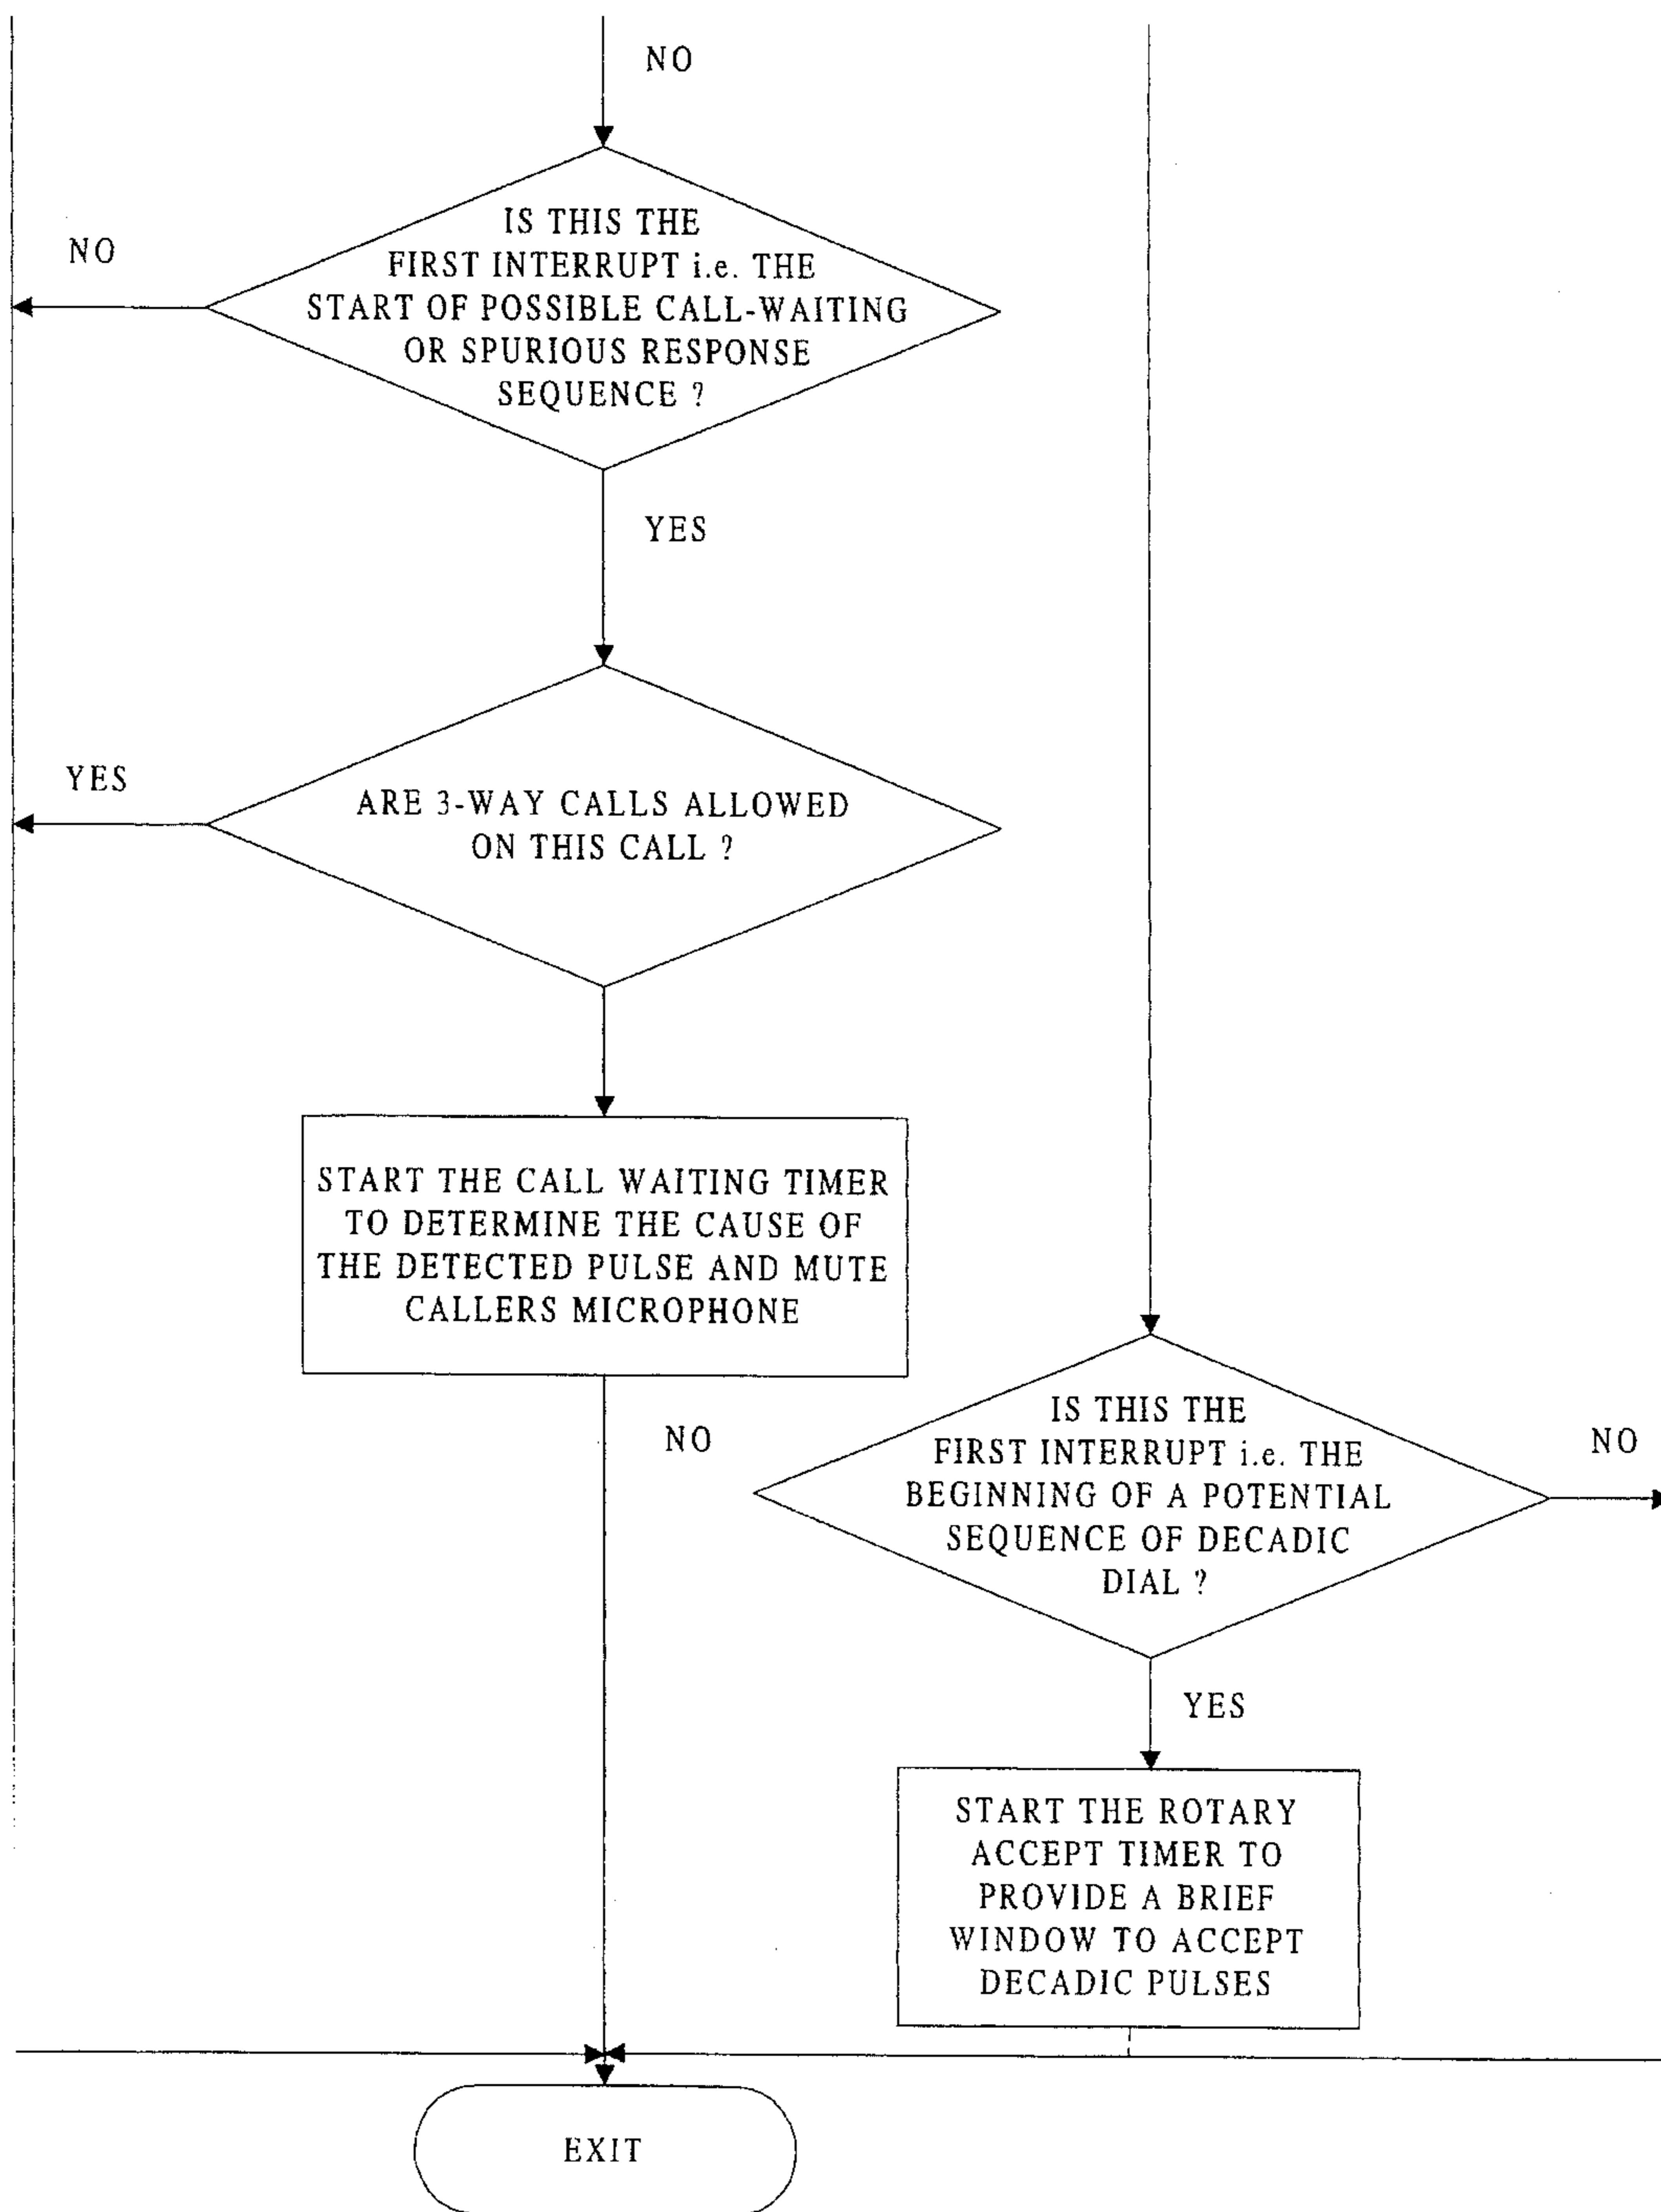 NO
IS THIS THE
FIRST INTERRUPT i.e. THE
START OF POSSIBLE CALL-WAITING
OR SPURIOUS RESPONSE
SEQUENCE ?
NO
YES
ARE 3-WAY CALLS ALLOWED
ON THIS CALL ?
YES
START THE CALL WAITING TIMER
TO DETERMINE THE CAUSE OF
THE DETECTED PULSE AND MUTE
CALLERS MICROPHONE
NO
IS THIS THE
FIRST INTERRUPT i.e. THE
BEGINNING OF A POTENTIAL
SEQUENCE OF DECADIC
DIAL ?
NO
YES
START THE ROTARY
ACCEPT TIMER TO
PROVIDE A BRIEF
WINDOW TO ACCEPT
DECADIC PULSES
EXIT